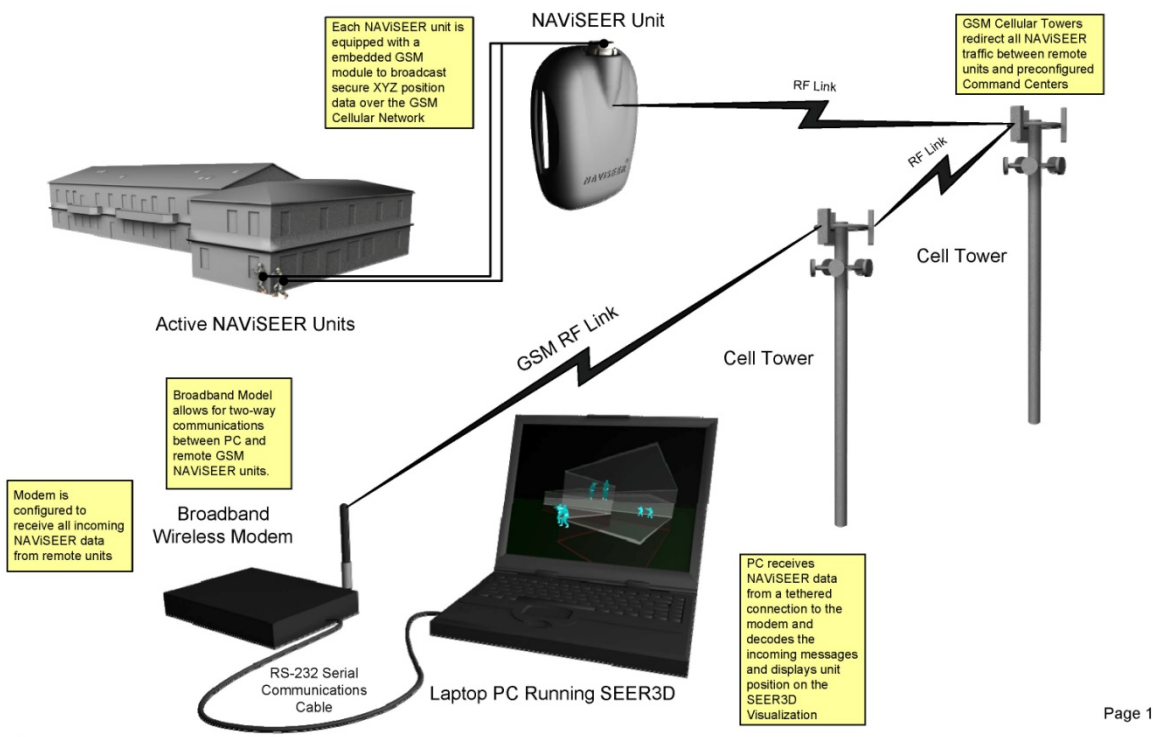 Each NAViSEER unit is
equipped with a
embedded GSM
module to broadcast
secure XYZ position
data over the GSM
Cellular Network
NAViSEER Unit
GSM Cellular Towers
redirect all NAViSEER
traffic between remote
units and preconfigured
Command Centers
RF Link
RF Link
NAViSEER
Cell Tower
Active NAViSEER Units
GSM RF Link
Cell Tower
Broadband Model
allows for two-way
communications
between PC and
remote GSM
NAViSEER units.
Modem is
configured to
receive all incoming
NAViSEER data
from remote units
Broadband
Wireless Modem
PC receives
NAViSEER data
from a tethered
connection to the
modem and
decodes the
incoming messages
and displays unit
position on the
SEER3D
Visualization
RS-232 Serial
Communications
Cable
Laptop PC Running SEER3D
Page 1